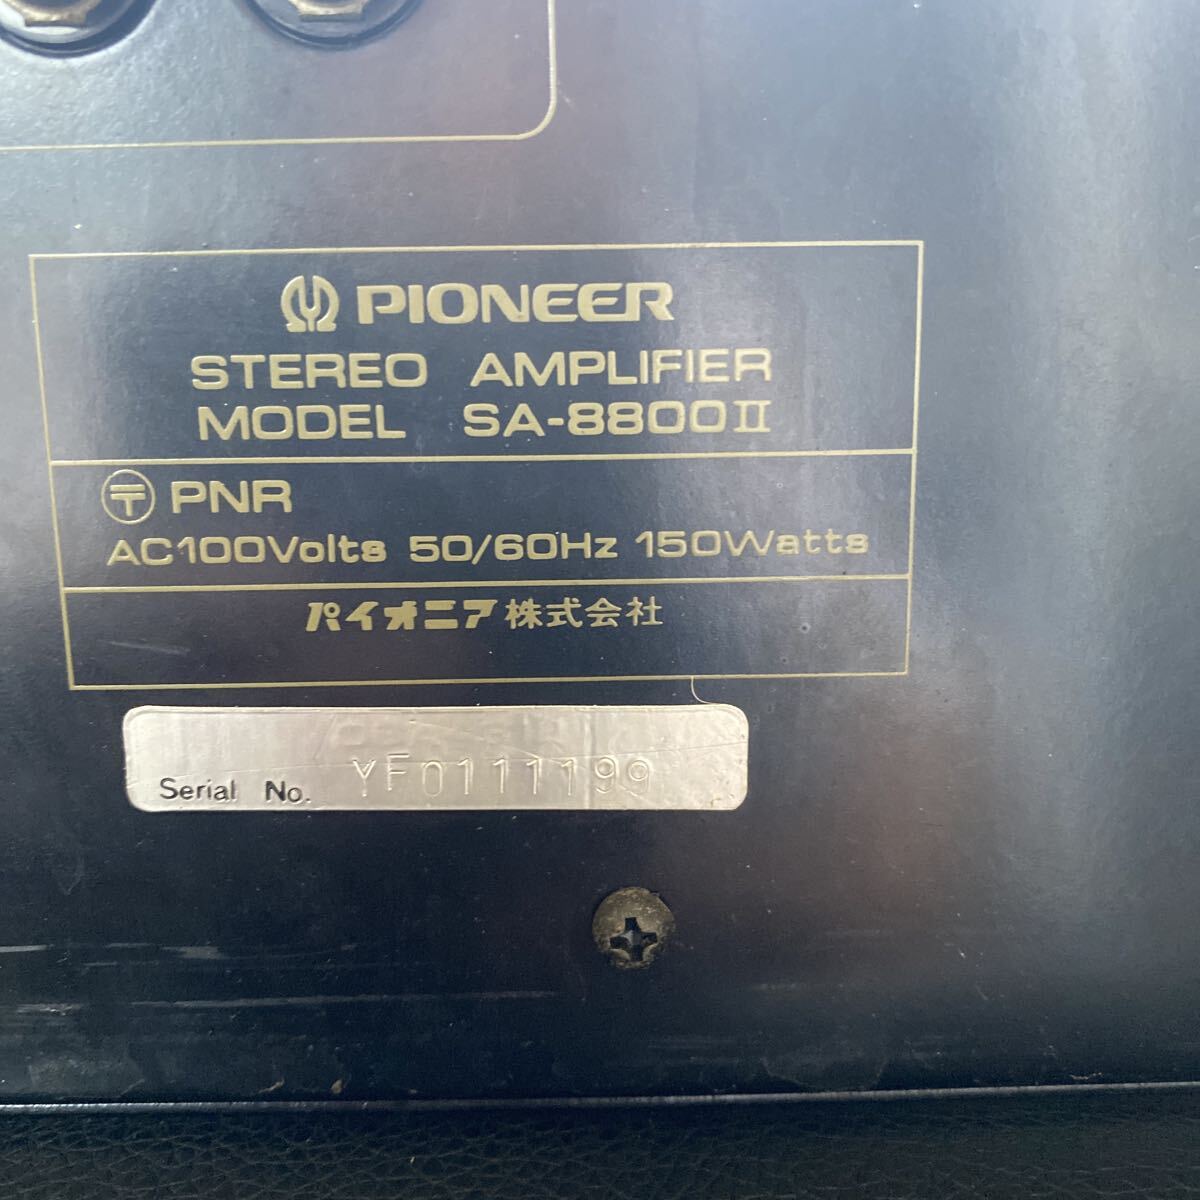 PIONEER
STEREO AMPLIFIER
MODEL SA-8800II
〶 PNR
AC100Volts 50/60Hz 150Watts
パイオニア株式会社
Serial No. YF0111199